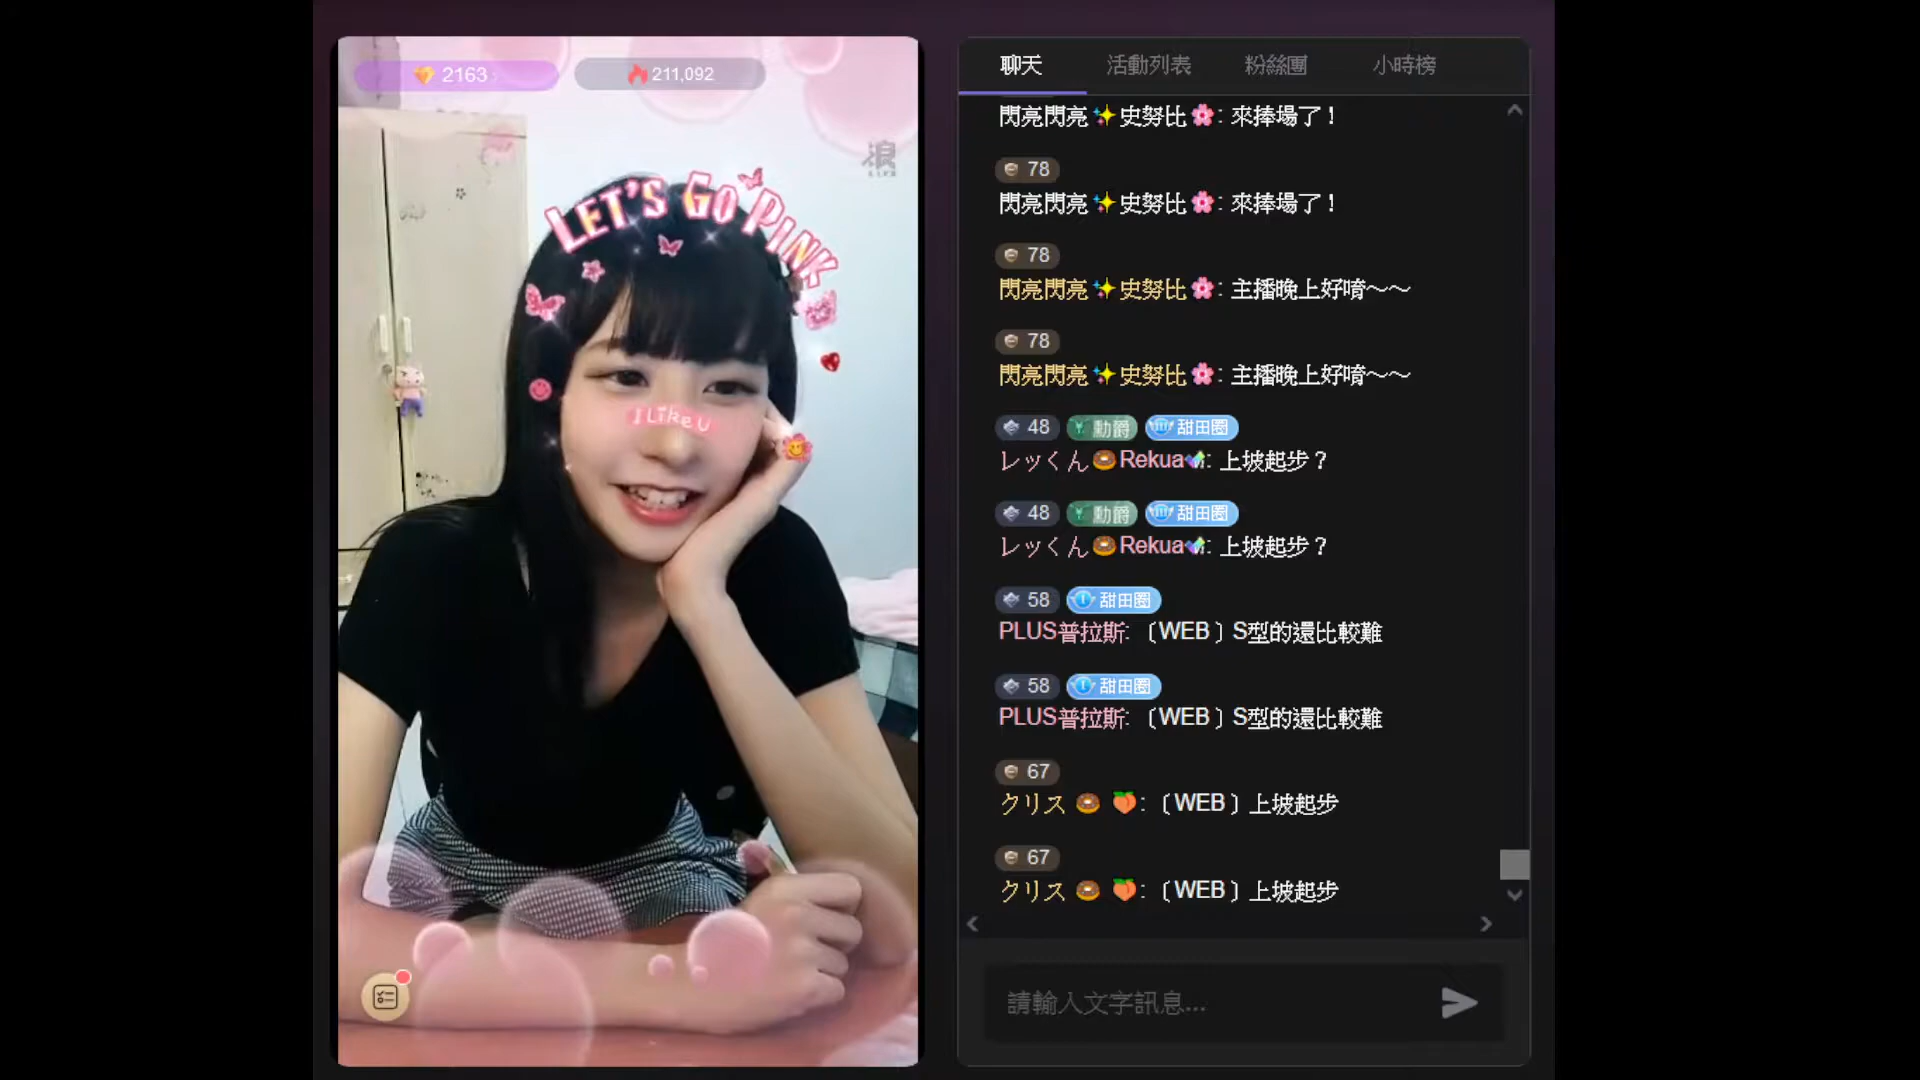 2163
211,092
浪
LIVE
LET'S GO PINK
I Like U
聊天
活動列表
粉絲團
小時榜
閃亮閃亮✨史努比🌸: 來捧場了!
78
閃亮閃亮✨史努比🌸: 來捧場了!
78
閃亮閃亮✨史努比🌸: 主播晚上好唷～～
78
閃亮閃亮✨史努比🌸: 主播晚上好唷～～
48 勳爵 III 甜田圈
レッくん🍩Rekua: 上坡起步？
48 勳爵 III 甜田圈
レッくん🍩Rekua: 上坡起步？
58 I 甜田圈
PLUS普拉斯: 〔WEB〕S型的還比較難
58 I 甜田圈
PLUS普拉斯: 〔WEB〕S型的還比較難
67
クリス 🍩 🍑: 〔WEB〕上坡起步
67
クリス 🍩 🍑: 〔WEB〕上坡起步
請輸入文字訊息...